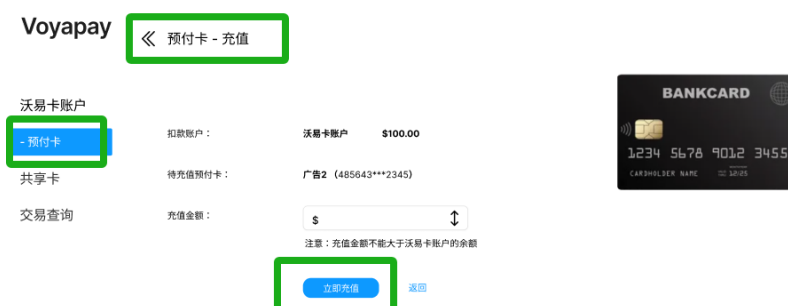 Voyapay
预付卡 - 充值
沃易卡账户
- 预付卡
共享卡
交易查询
扣款账户：
沃易卡账户 $100.00
待充值预付卡：
广告2 （485643***2345）
充值金额：
$
注意：充值金额不能大于沃易卡账户的余额
立即充值
返回
BANKCARD
1234 5678 9012 3455
CARDHOLDER NAME
12/25